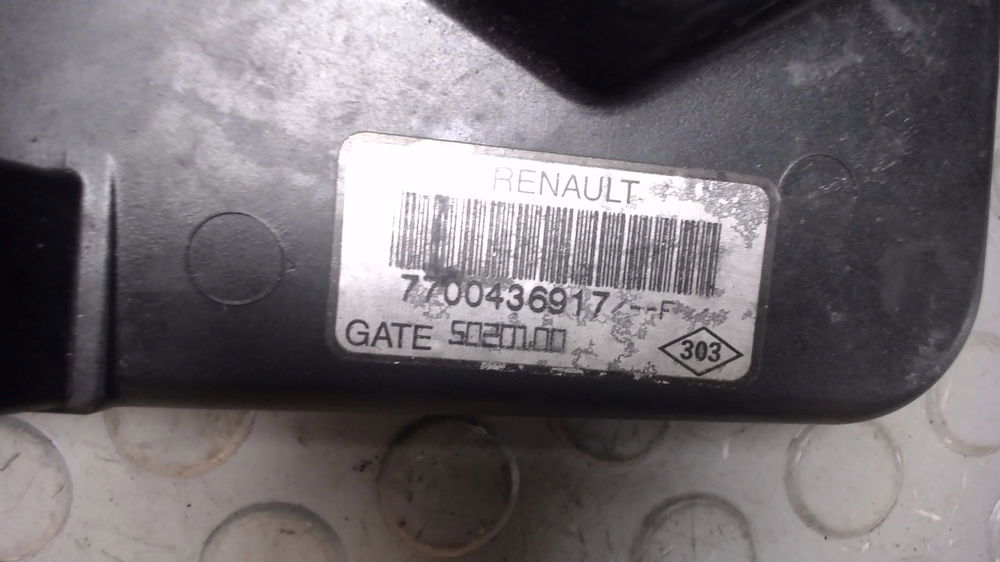 RENAULT
7700436917/--F
GATE 50201.00
303